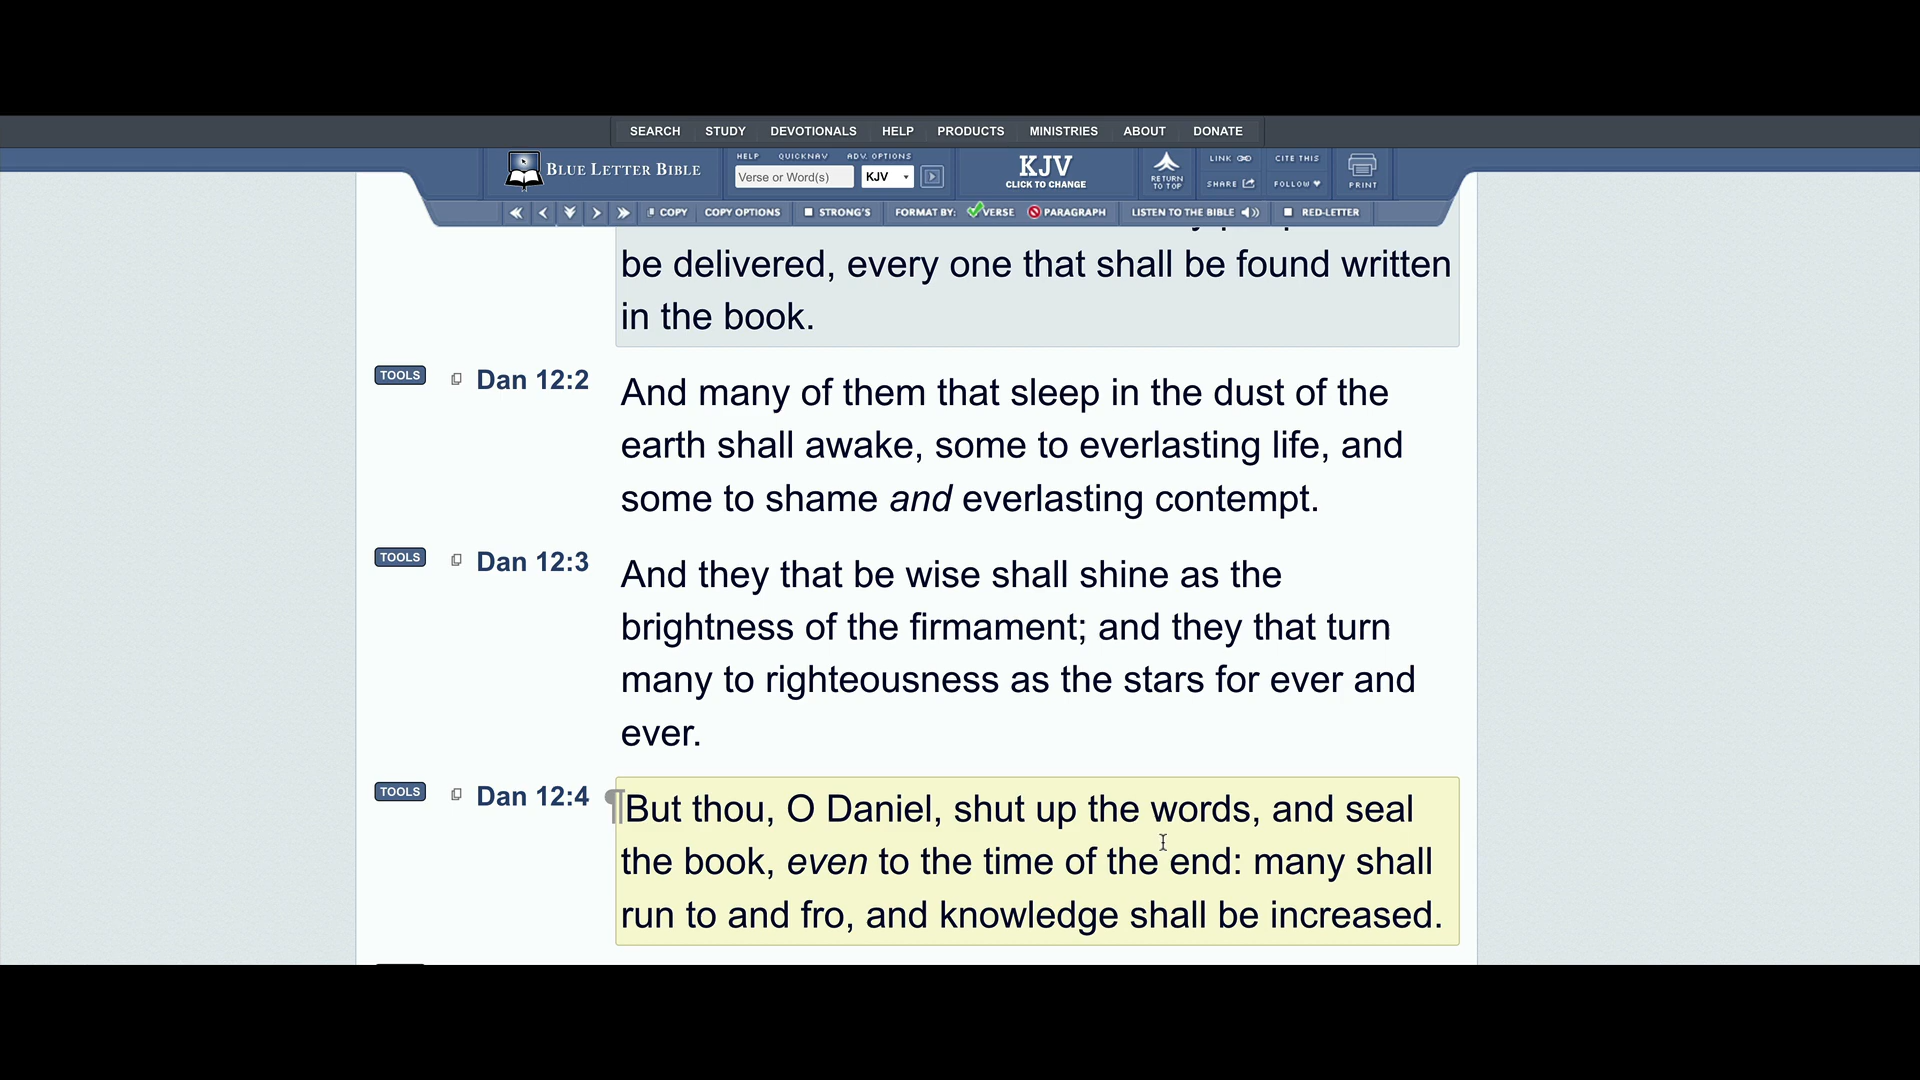 SEARCH STUDY DEVOTIONALS HELP PRODUCTS MINISTRIES ABOUT DONATE
HELP QUICKNAV ADV. OPTIONS
BLUE LETTER BIBLE
Verse or Word(s) KJV
KJV
CLICK TO CHANGE
RETURN
TO TOP
LINK CITE THIS
SHARE FOLLOW
PRINT
COPY COPY OPTIONS STRONG'S FORMAT BY: VERSE PARAGRAPH LISTEN TO THE BIBLE RED-LETTER
be delivered, every one that shall be found written
in the book.
TOOLS Dan 12:2 And many of them that sleep in the dust of the
earth shall awake, some to everlasting life, and
some to shame and everlasting contempt.
TOOLS Dan 12:3 And they that be wise shall shine as the
brightness of the firmament; and they that turn
many to righteousness as the stars for ever and
ever.
TOOLS Dan 12:4 ¶But thou, O Daniel, shut up the words, and seal
the book, even to the time of the end: many shall
run to and fro, and knowledge shall be increased.